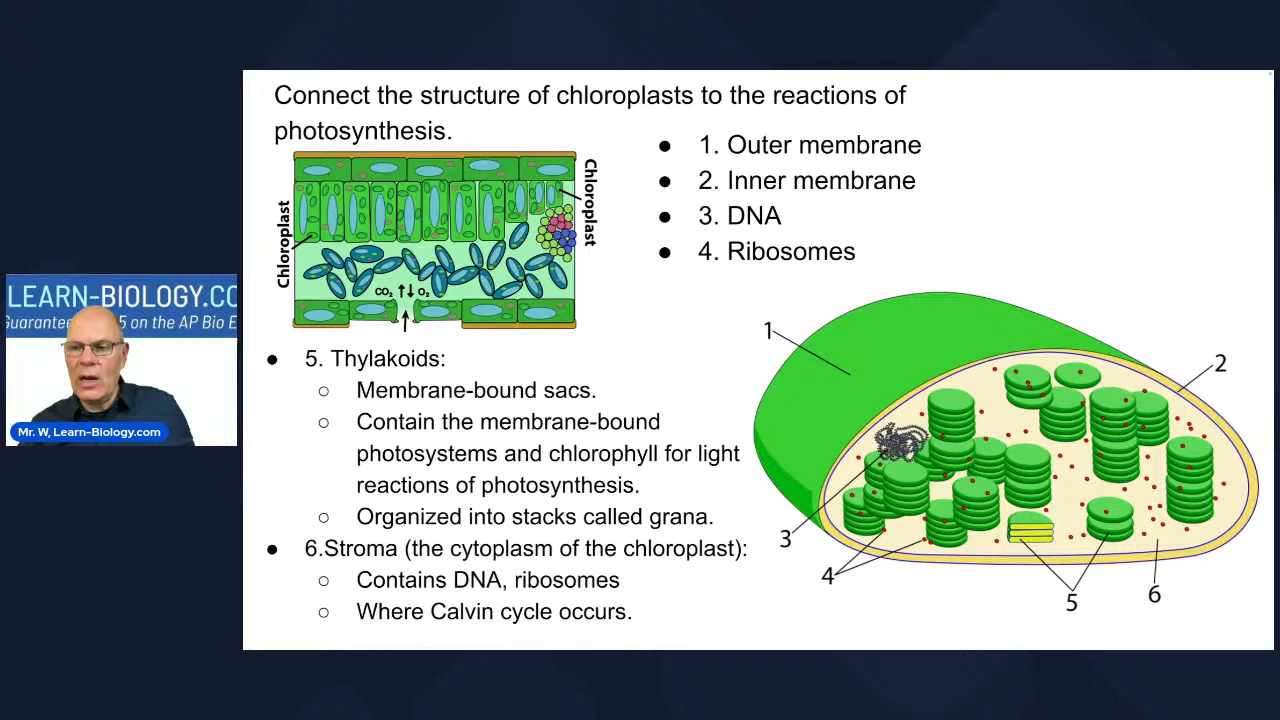 Connect the structure of chloroplasts to the reactions of
photosynthesis.
● 1. Outer membrane
● 2. Inner membrane
● 3. DNA
● 4. Ribosomes
Chloroplast
Chloroplast
CO₂ O₂
● 5. Thylakoids:
○ Membrane-bound sacs.
○ Contain the membrane-bound
photosystems and chlorophyll for light
reactions of photosynthesis.
○ Organized into stacks called grana.
● 6.Stroma (the cytoplasm of the chloroplast):
○ Contains DNA, ribosomes
○ Where Calvin cycle occurs.
1
2
3
4
5
6
LEARN-BIOLOGY.CO
Guarantee 5 on the AP Bio E
Mr. W, Learn-Biology.com